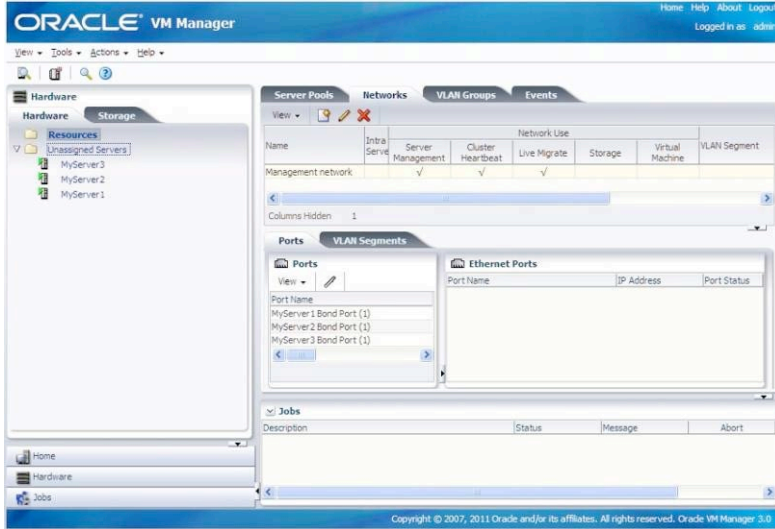 Home Help About Logout
ORACLE VM Manager
Logged in as admin
View Tools Actions Help
Hardware
Hardware Storage
Resources
Unassigned Servers
MyServer3
MyServer2
MyServer1
Home
Hardware
Jobs
Server Pools Networks VLAN Groups Events
View
Network Use
Name Intra Serve Server Management Cluster Heartbeat Live Migrate Storage Virtual Machine VLAN Segment
Management network √ √ √
Columns Hidden 1
Ports VLAN Segments
Ports
View
Port Name
MyServer1 Bond Port (1)
MyServer2 Bond Port (1)
MyServer3 Bond Port (1)
Ethernet Ports
Port Name IP Address Port Status
Jobs
Description Status Message Abort
Copyright © 2007, 2011 Oracle and/or its affiliates. All rights reserved. Oracle VM Manager 3.0